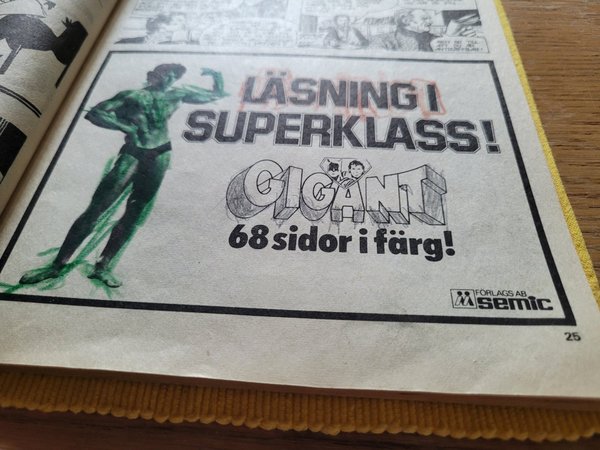 LÄSNING I
SUPERKLASS!
GIGANT
68 sidor i färg!
FÖRLAGS AB
semic
25